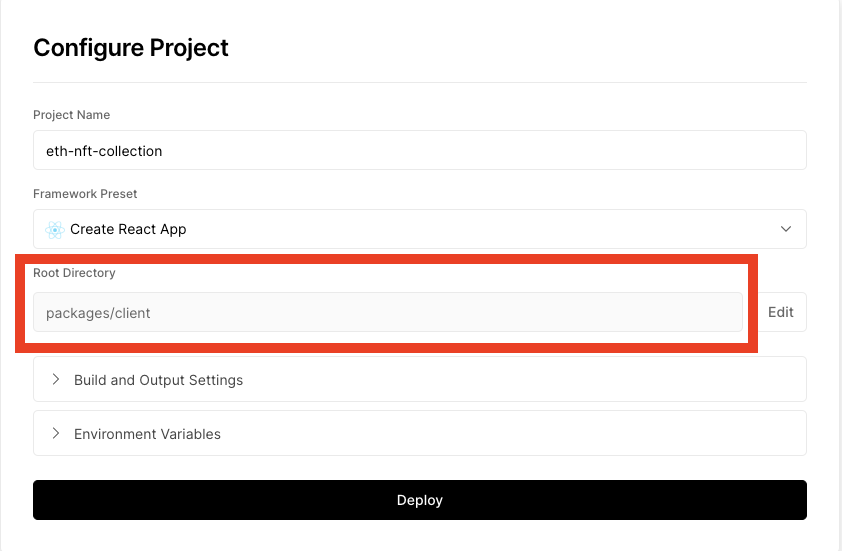 Configure Project
Project Name
eth-nft-collection
Framework Preset
Create React App
Root Directory
packages/client
Edit
Build and Output Settings
Environment Variables
Deploy